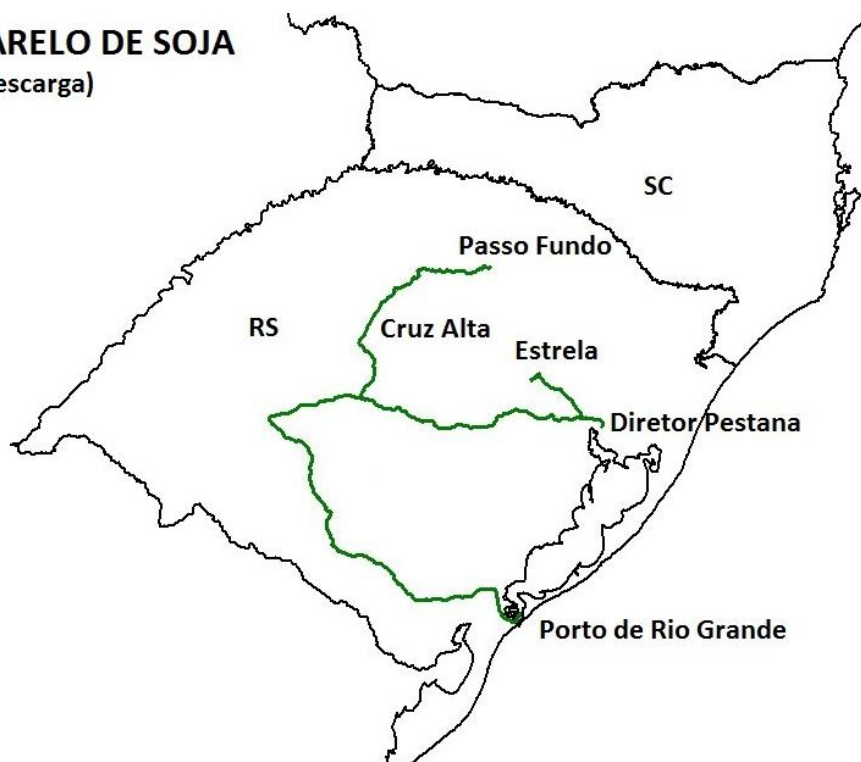 ARELO DE SOJA
escarga)
SC
Passo Fundo
RS
Cruz Alta
Estrela
Diretor Pestana
Porto de Rio Grande